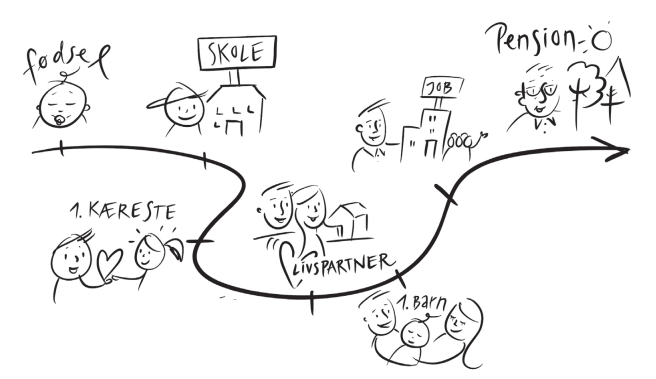 fødsel
SKOLE
1. KÆRESTE
LIVSPARTNER
1. Barn
JOB
Pension